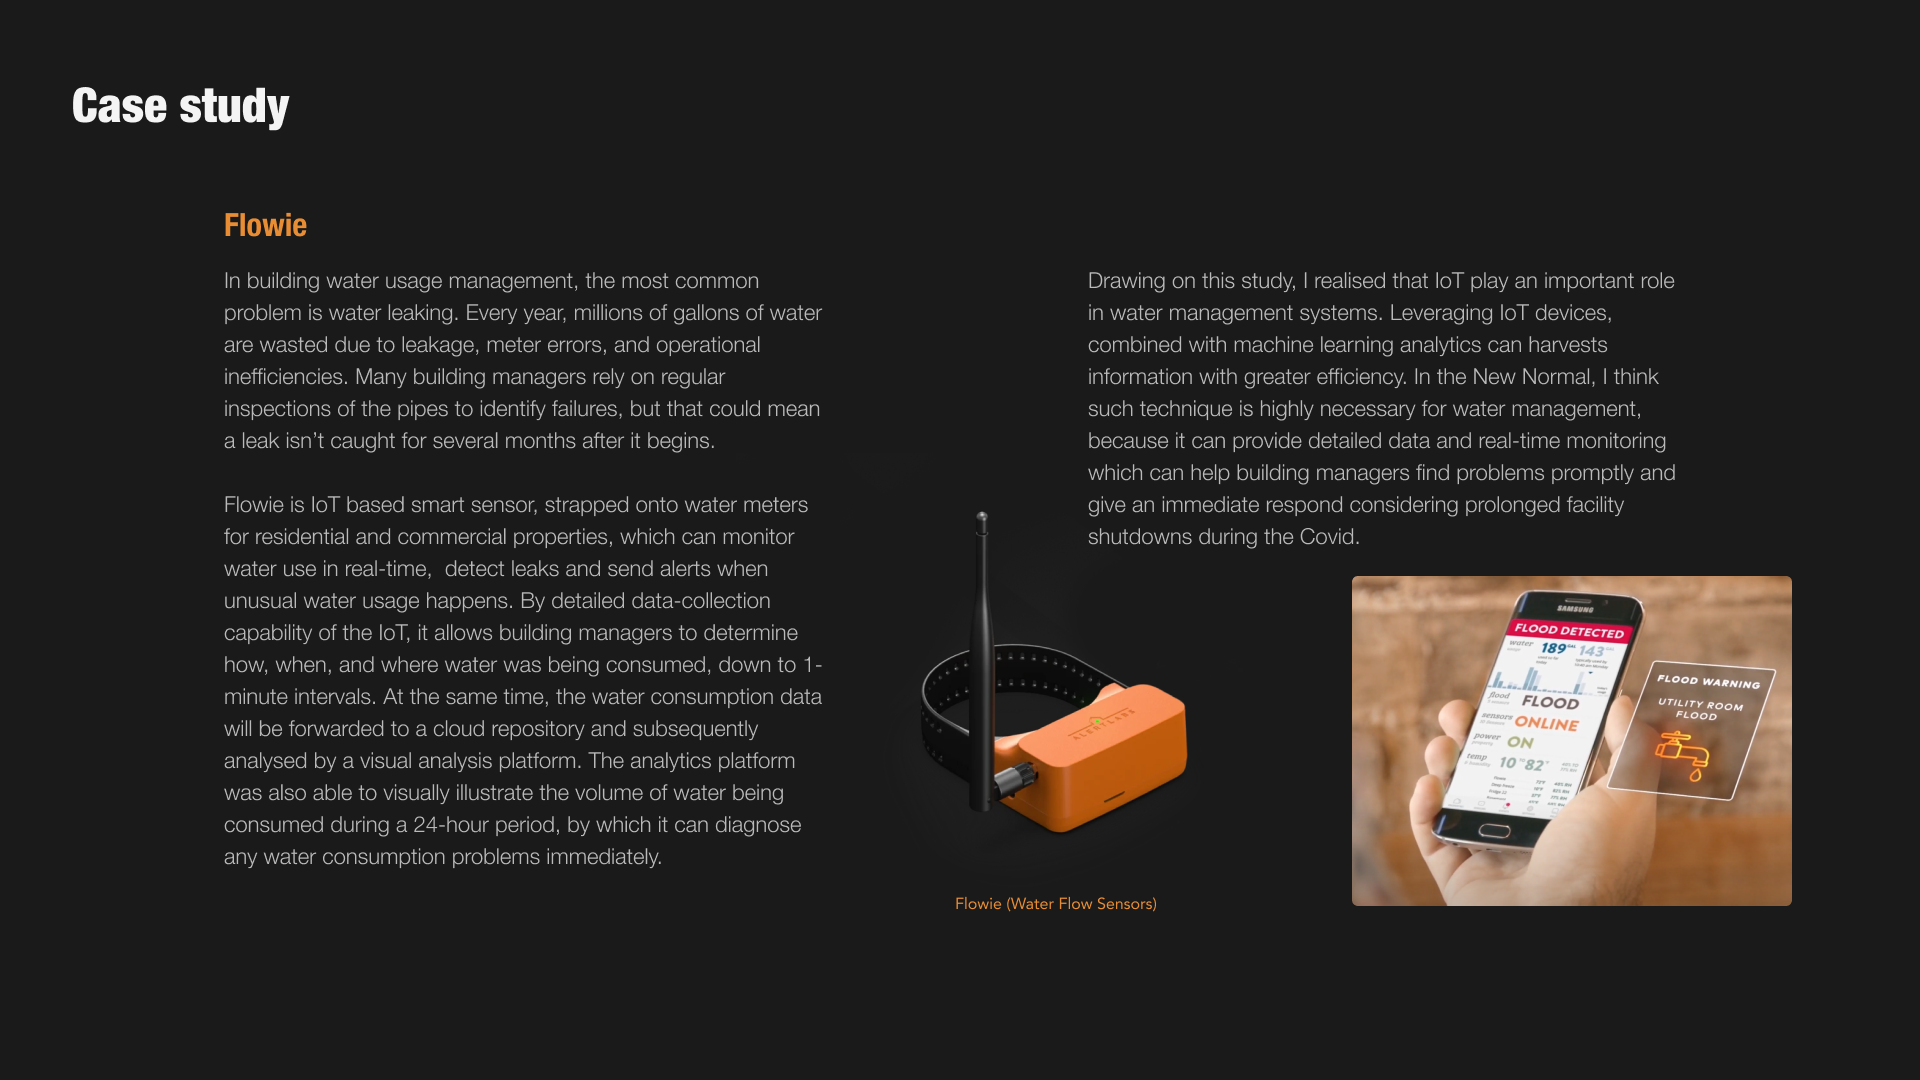 Case study
Flowie
In building water usage management, the most common
problem is water leaking. Every year, millions of gallons of water
are wasted due to leakage, meter errors, and operational
inefficiencies. Many building managers rely on regular
inspections of the pipes to identify failures, but that could mean
a leak isn’t caught for several months after it begins.
Flowie is IoT based smart sensor, strapped onto water meters
for residential and commercial properties, which can monitor
water use in real-time,  detect leaks and send alerts when
unusual water usage happens. By detailed data-collection
capability of the IoT, it allows building managers to determine
how, when, and where water was being consumed, down to 1-
minute intervals. At the same time, the water consumption data
will be forwarded to a cloud repository and subsequently
analysed by a visual analysis platform. The analytics platform
was also able to visually illustrate the volume of water being
consumed during a 24-hour period, by which it can diagnose
any water consumption problems immediately.
ALERTLABS
Flowie (Water Flow Sensors)
Drawing on this study, I realised that IoT play an important role
in water management systems. Leveraging IoT devices,
combined with machine learning analytics can harvests
information with greater efficiency. In the New Normal, I think
such technique is highly necessary for water management,
because it can provide detailed data and real-time monitoring
which can help building managers find problems promptly and
give an immediate respond considering prolonged facility
shutdowns during the Covid.
SAMSUNG
FLOOD DETECTED
water 189 GAL 143
flood FLOOD
sensors ONLINE
power ON
temp 10 82
FLOOD WARNING
UTILITY ROOM
FLOOD